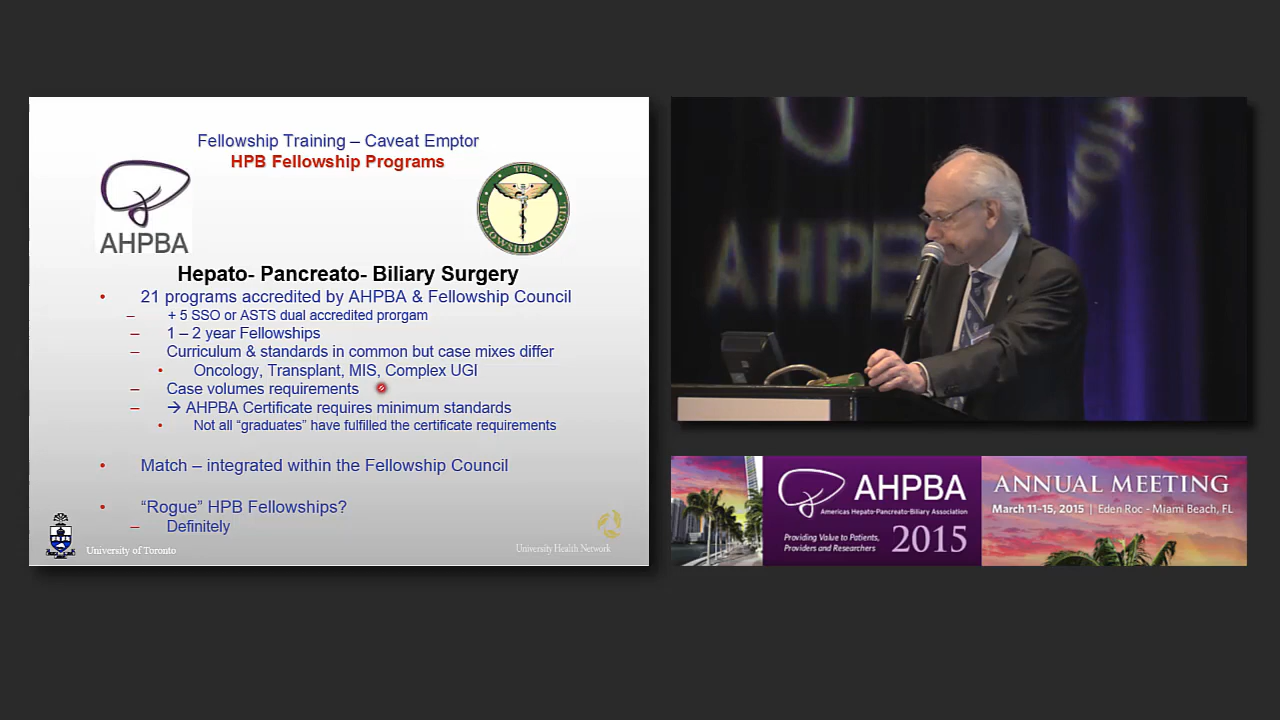 Fellowship Training – Caveat Emptor
HPB Fellowship Programs
AHPBA
THE FELLOWSHIP COUNCIL
Hepato- Pancreato- Biliary Surgery
• 21 programs accredited by AHPBA & Fellowship Council
– + 5 SSO or ASTS dual accredited prorgam
– 1 – 2 year Fellowships
– Curriculum & standards in common but case mixes differ
• Oncology, Transplant, MIS, Complex UGI
– Case volumes requirements
– → AHPBA Certificate requires minimum standards
• Not all “graduates” have fulfilled the certificate requirements
• Match – integrated within the Fellowship Council
• “Rogue” HPB Fellowships?
– Definitely
University of Toronto
University Health Network
AHPB
AHPBA
Americas Hepato-Pancreato-Biliary Association
Providing Value to Patients,
Providers and Researchers
2015
ANNUAL MEETING
March 11-15, 2015 | Eden Roc - Miami Beach, FL